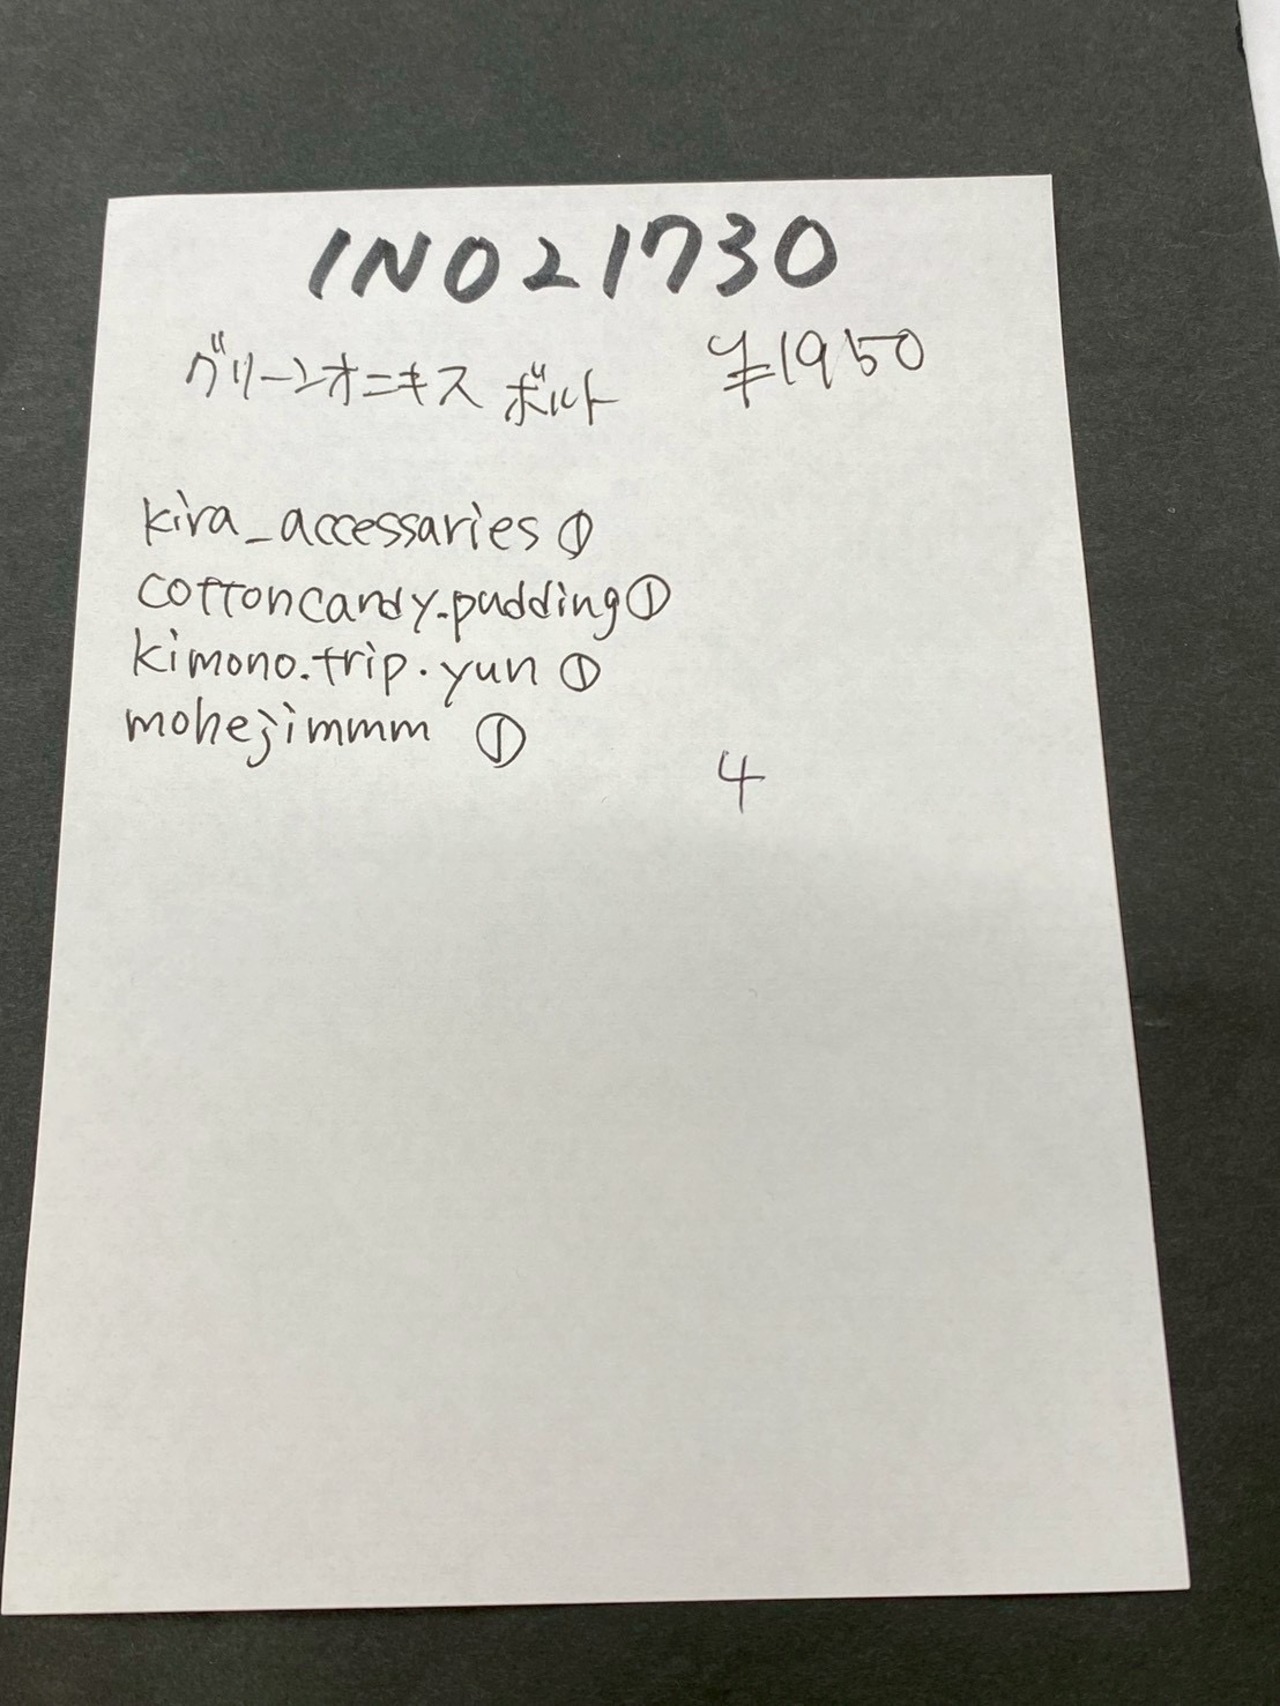 INO21730
グリーンオニキス ボルト ¥1950
kira_accessaries ①
cottoncandy.pudding①
kimono.trip.yun ①
mohejimmm ①
4